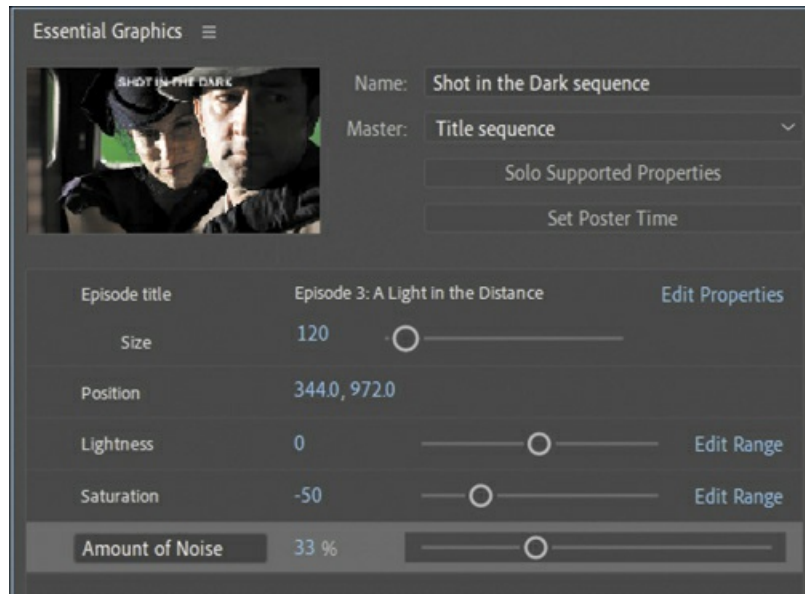 Essential Graphics
SHOT IN THE DARK
Name: Shot in the Dark sequence
Master: Title sequence
Solo Supported Properties
Set Poster Time
Episode title Episode 3: A Light in the Distance Edit Properties
Size 120
Position 344.0, 972.0
Lightness 0 Edit Range
Saturation -50 Edit Range
Amount of Noise 33 %